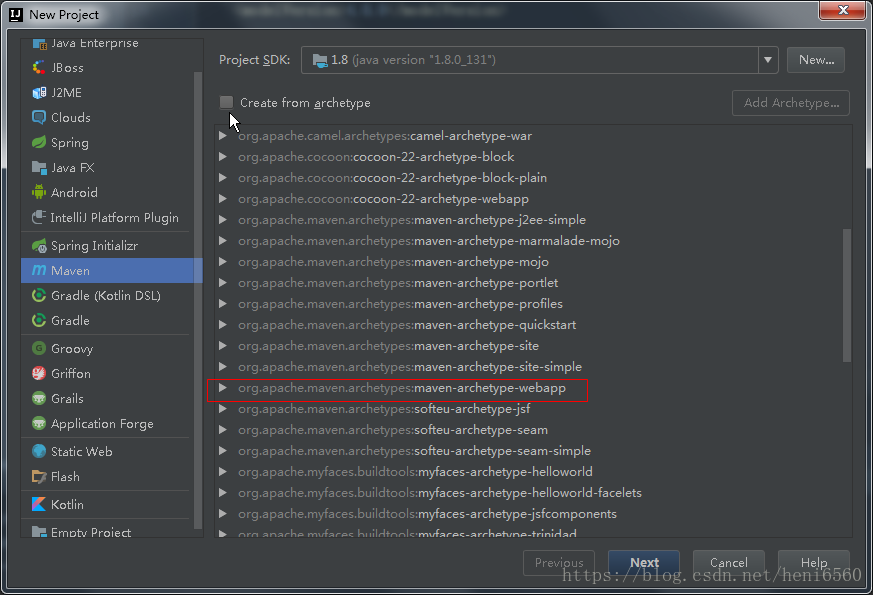 New Project
Java Enterprise
JBoss
J2ME
Clouds
Spring
Java FX
Android
IntelliJ Platform Plugin
Spring Initializr
Maven
Gradle (Kotlin DSL)
Gradle
Groovy
Griffon
Grails
Application Forge
Static Web
Flash
Kotlin
Empty Project
Project SDK: 1.8 (java version "1.8.0_131") New...
Create from archetype Add Archetype...
org.apache.camel.archetypes:camel-archetype-war
org.apache.cocoon:cocoon-22-archetype-block
org.apache.cocoon:cocoon-22-archetype-block-plain
org.apache.cocoon:cocoon-22-archetype-webapp
org.apache.maven.archetypes:maven-archetype-j2ee-simple
org.apache.maven.archetypes:maven-archetype-marmalade-mojo
org.apache.maven.archetypes:maven-archetype-mojo
org.apache.maven.archetypes:maven-archetype-portlet
org.apache.maven.archetypes:maven-archetype-profiles
org.apache.maven.archetypes:maven-archetype-quickstart
org.apache.maven.archetypes:maven-archetype-site
org.apache.maven.archetypes:maven-archetype-site-simple
org.apache.maven.archetypes:maven-archetype-webapp
org.apache.maven.archetypes:softeu-archetype-jsf
org.apache.maven.archetypes:softeu-archetype-seam
org.apache.maven.archetypes:softeu-archetype-seam-simple
org.apache.myfaces.buildtools:myfaces-archetype-helloworld
org.apache.myfaces.buildtools:myfaces-archetype-helloworld-facelets
org.apache.myfaces.buildtools:myfaces-archetype-jsfcomponents
org.apache.myfaces.buildtools:myfaces-archetype-trinidad
Previous Next Cancel Help
https://blog.csdn.net/heni6560